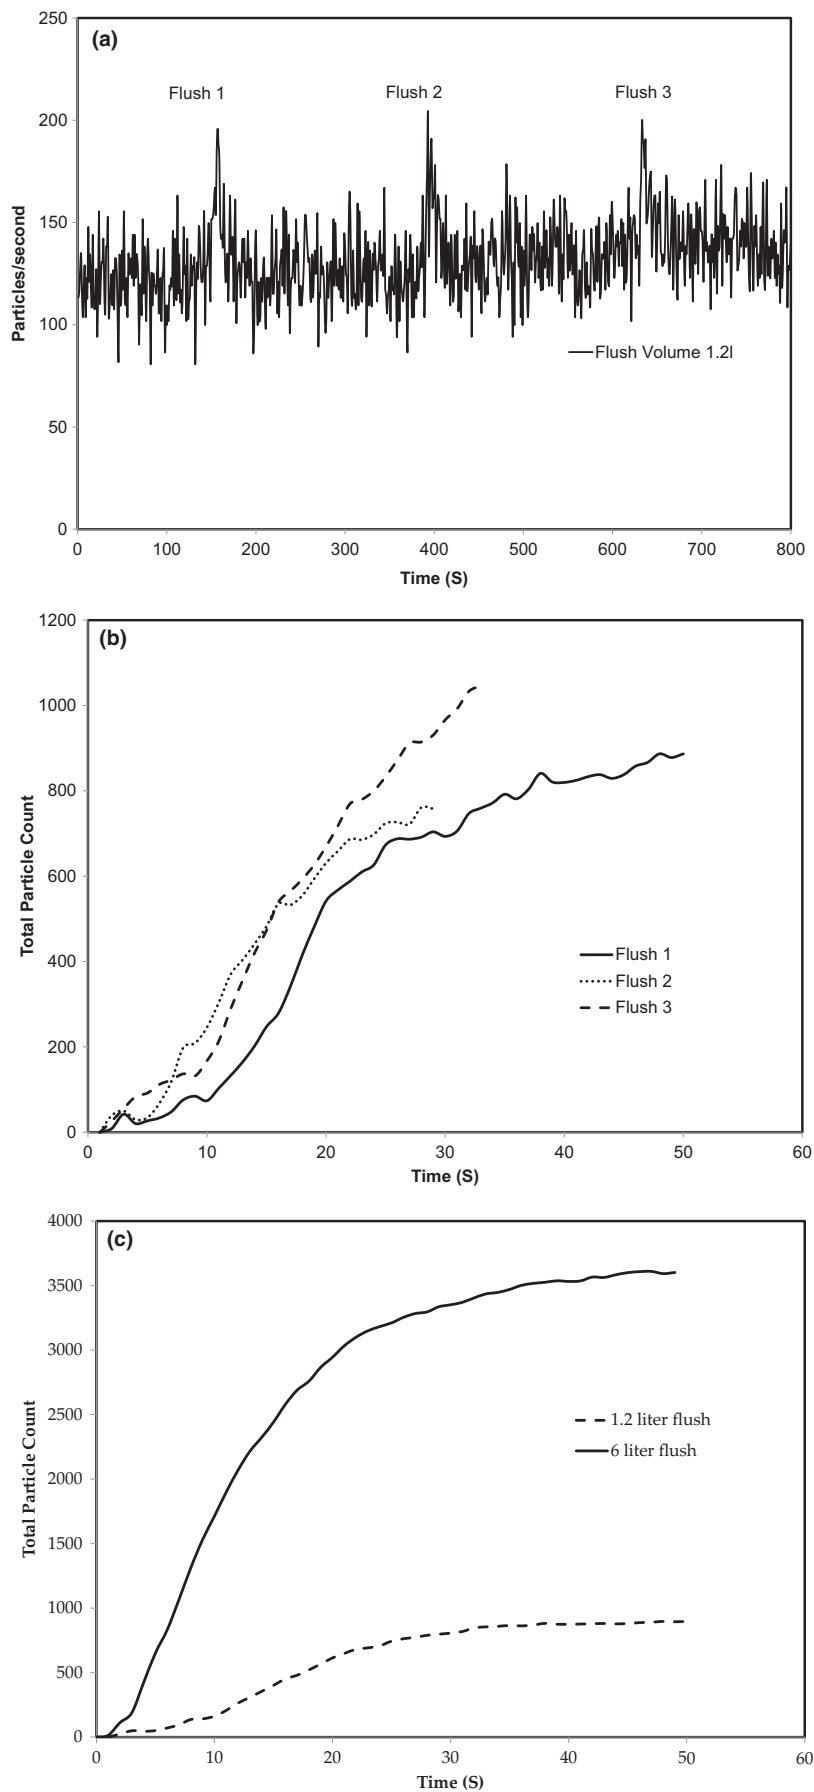 250
(a)
Flush 1
Flush 2
Flush 3
200
150
Particles/second
100
Flush Volume 1.2l
50
0
0 100 200 300 400 500 600 700 800
Time (S)
1200
(b)
1000
800
Total Particle Count
600
400
Flush 1
Flush 2
Flush 3
200
0
0 10 20 30 40 50 60
Time (S)
4000
(c)
3500
3000
2500
1.2 liter flush
6 liter flush
2000
Total Particle Count
1500
1000
500
0
0 10 20 30 40 50 60
Time (S)